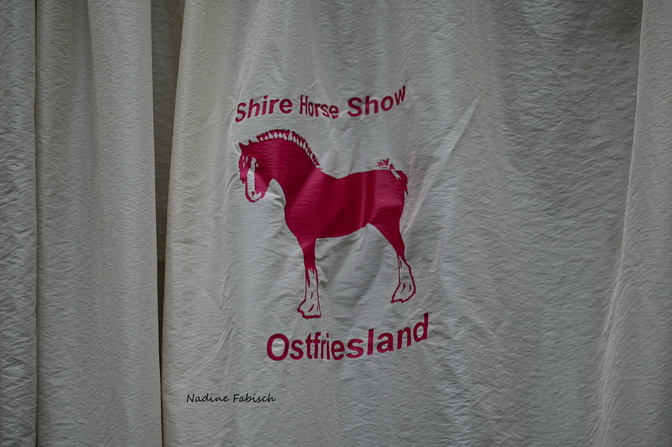 Shire Horse Show
Ostfriesland
Nadine Fabisch